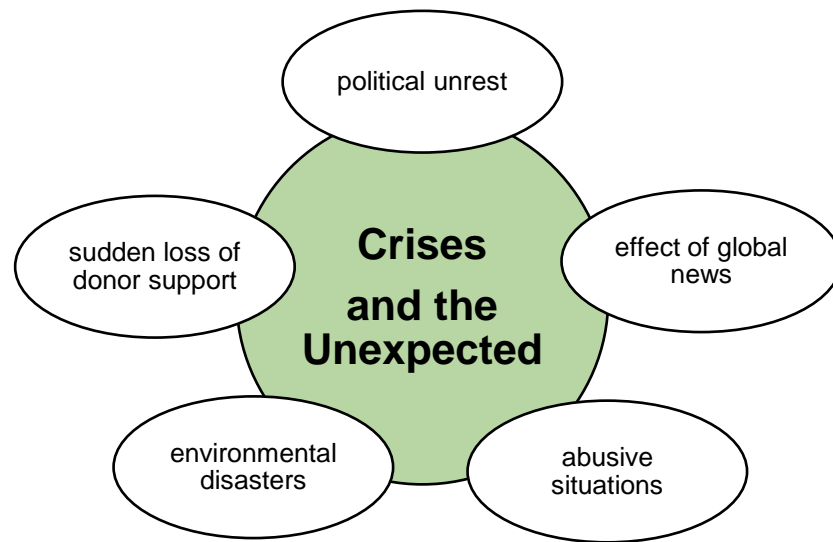 political unrest
Crises
and the
Unexpected
sudden loss of
donor support
effect of global
news
environmental
disasters
abusive
situations